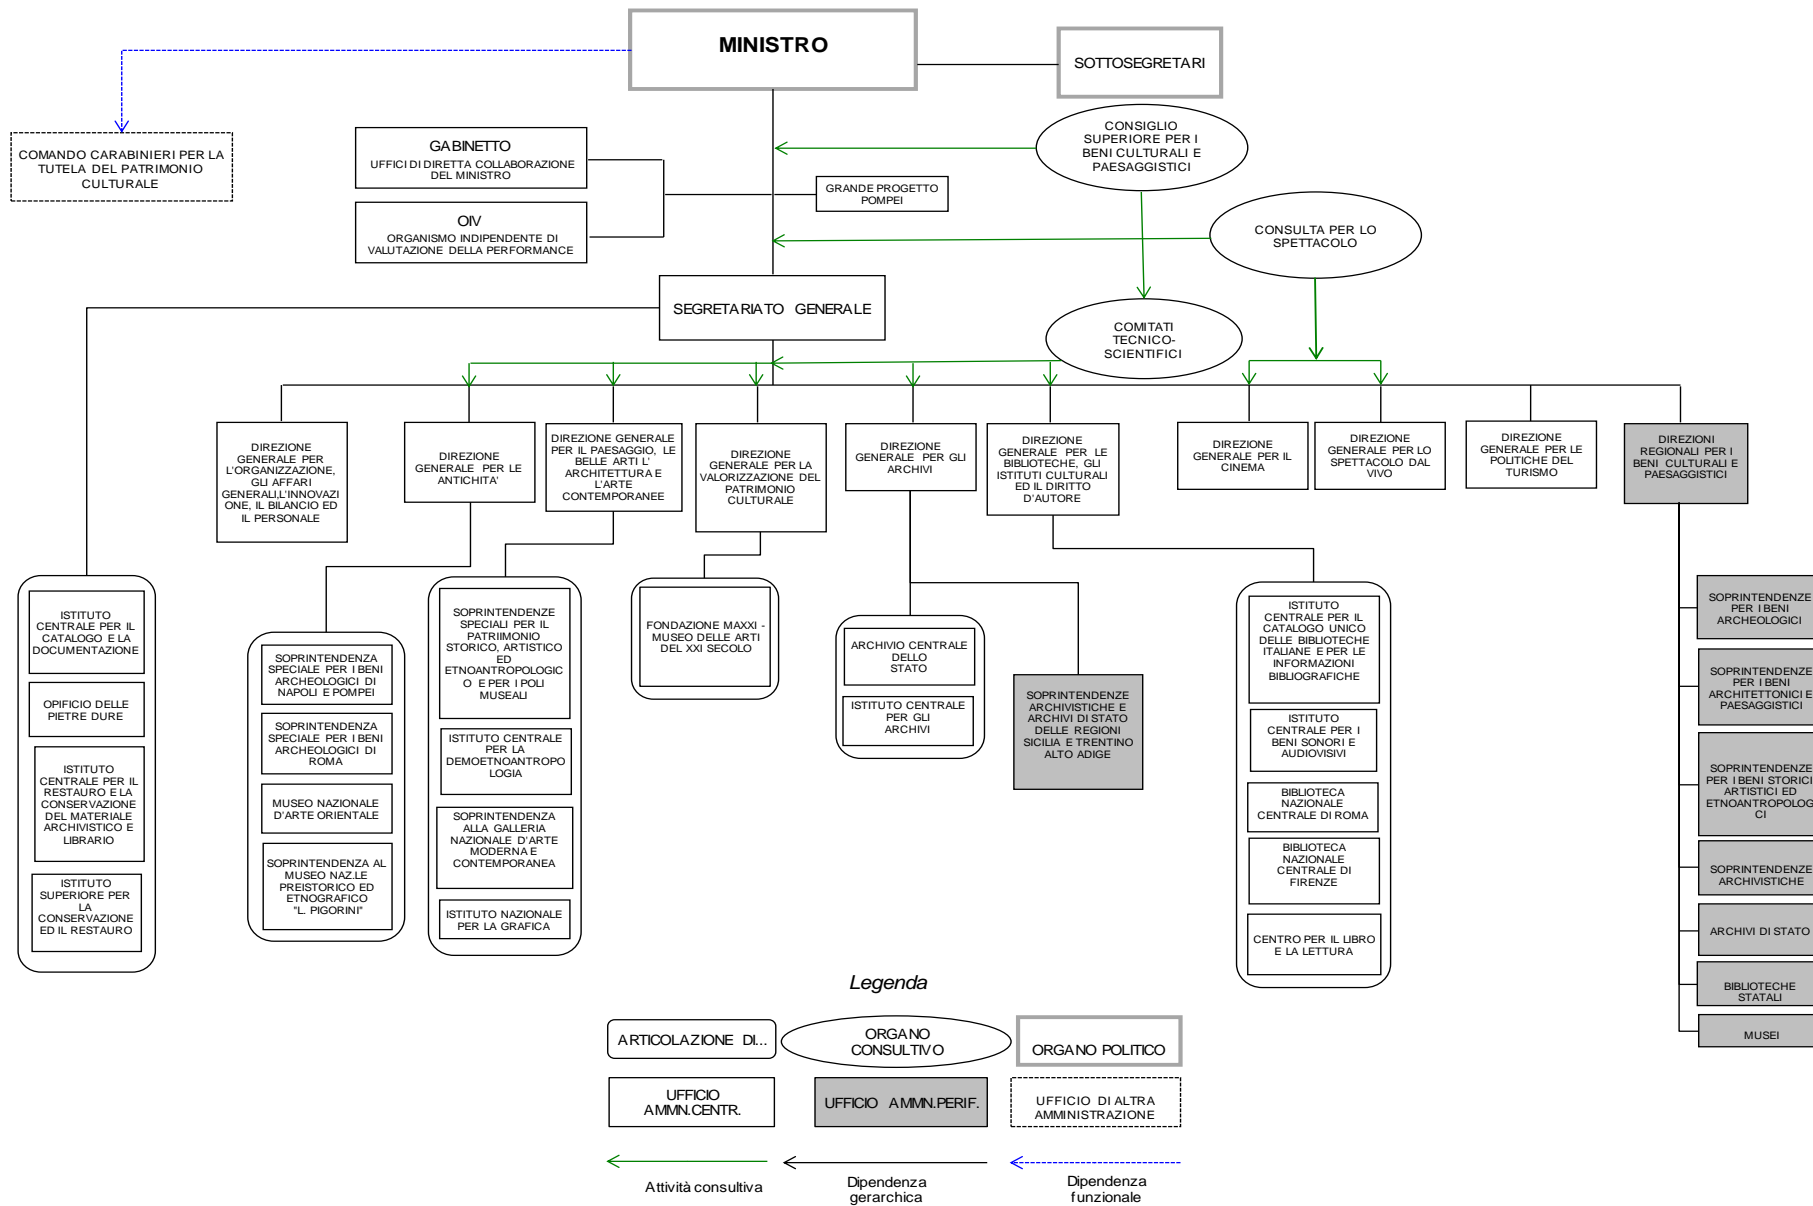 MINISTRO
SOTTOSEGRETARI
COMANDO CARABINIERI PER LA
TUTELA DEL PATRIMONIO
CULTURALE
GABINETTO
UFFICI DI DIRETTA COLLABORAZIONE
DEL MINISTRO
OIV
ORGANISMO INDIPENDENTE DI
VALUTAZIONE DELLA PERFORMANCE
GRANDE PROGETTO
POMPEI
CONSIGLIO
SUPERIORE PER I
BENI CULTURALI E
PAESAGGISTICI
CONSULTA PER LO
SPETTACOLO
SEGRETARIATO GENERALE
COMITATI
TECNICO-
SCIENTIFICI
DIREZIONE
GENERALE PER
L'ORGANIZZAZIONE,
GLI AFFARI
GENERALI,L'INNOVAZI
ONE, IL BILANCIO ED
IL PERSONALE
DIREZIONE
GENERALE PER LE
ANTICHITA'
DIREZIONE GENERALE
PER IL PAESAGGIO, LE
BELLE ARTI L'
ARCHITETTURA E
L'ARTE
CONTEMPORANEE
DIREZIONE
GENERALE PER LA
VALORIZZAZIONE DEL
PATRIMONIO
CULTURALE
DIREZIONE
GENERALE PER GLI
ARCHIVI
DIREZIONE
GENERALE PER LE
BIBLIOTECHE, GLI
ISTITUTI CULTURALI
ED IL DIRITTO
D'AUTORE
DIREZIONE
GENERALE PER IL
CINEMA
DIREZIONE
GENERALE PER LO
SPETTACOLO DAL
VIVO
DIREZIONE
GENERALE PER LE
POLITICHE DEL
TURISMO
DIREZIONI
REGIONALI PER I
BENI CULTURALI E
PAESAGGISTICI
ISTITUTO
CENTRALE PER IL
CATALOGO E LA
DOCUMENTAZIONE
OPIFICIO DELLE
PIETRE DURE
ISTITUTO
CENTRALE PER IL
RESTAURO E LA
CONSERVAZIONE
DEL MATERIALE
ARCHIVISTICO E
LIBRARIO
ISTITUTO
SUPERIORE PER
LA
CONSERVAZIONE
ED IL RESTAURO
SOPRINTENDENZA
SPECIALE PER I BENI
ARCHEOLOGICI DI
NAPOLI E POMPEI
SOPRINTENDENZA
SPECIALE PER I BENI
ARCHEOLOGICI DI
ROMA
MUSEO NAZIONALE
D'ARTE ORIENTALE
SOPRINTENDENZA AL
MUSEO NAZ.LE
PREISTORICO ED
ETNOGRAFICO
"L. PIGORINI"
SOPRINTENDENZE
SPECIALI PER IL
PATRIMONIO
STORICO, ARTISTICO
ED
ETNOANTROPOLOGIC
O E PER I POLI
MUSEALI
ISTITUTO CENTRALE
PER LA
DEMOETNOANTROPO
LOGIA
SOPRINTENDENZA
ALLA GALLERIA
NAZIONALE D'ARTE
MODERNA E
CONTEMPORANEA
ISTITUTO NAZIONALE
PER LA GRAFICA
FONDAZIONE MAXXI -
MUSEO DELLE ARTI
DEL XXI SECOLO
ARCHIVIO CENTRALE
DELLO
STATO
ISTITUTO CENTRALE
PER GLI
ARCHIVI
SOPRINTENDENZE
ARCHIVISTICHE E
ARCHIVI DI STATO
DELLE REGIONI
SICILIA E TRENTINO
ALTO ADIGE
ISTITUTO
CENTRALE PER IL
CATALOGO UNICO
DELLE BIBLIOTECHE
ITALIANE E PER LE
INFORMAZIONI
BIBLIOGRAFICHE
ISTITUTO
CENTRALE PER I
BENI SONORI E
AUDIOVISIVI
BIBLIOTECA
NAZIONALE
CENTRALE DI ROMA
BIBLIOTECA
NAZIONALE
CENTRALE DI
FIRENZE
CENTRO PER IL LIBRO
E LA LETTURA
SOPRINTENDENZE
PER I BENI
ARCHEOLOGICI
SOPRINTENDENZE
PER I BENI
ARCHITETTONICI E
PAESAGGISTICI
SOPRINTENDENZE
PER I BENI STORICI
ARTISTICI ED
ETNOANTROPOLOGI
CI
SOPRINTENDENZE
ARCHIVISTICHE
ARCHIVI DI STATO
BIBLIOTECHE
STATALI
MUSEI
Legenda
ARTICOLAZIONE DI...
ORGANO
CONSULTIVO
ORGANO POLITICO
UFFICIO
AMMN.CENTR.
UFFICIO AMMN.PERIF.
UFFICIO DI ALTRA
AMMINISTRAZIONE
Attività consultiva
Dipendenza
gerarchica
Dipendenza
funzionale